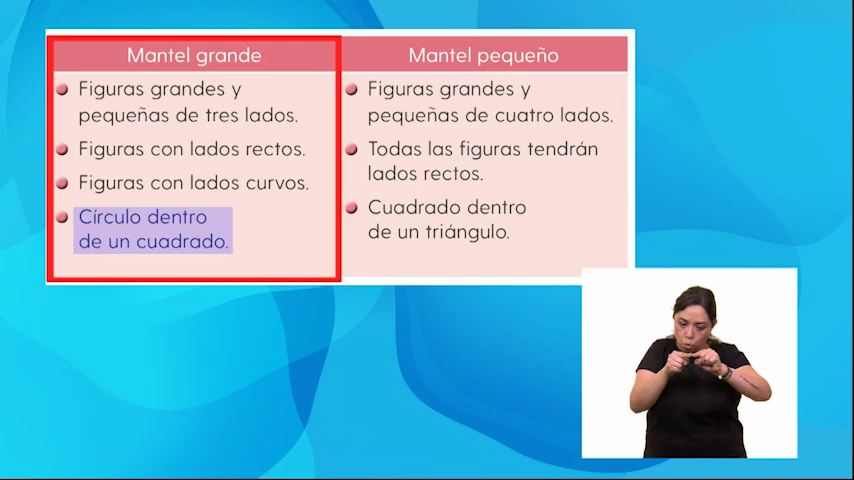 Mantel grande
Figuras grandes y
pequeñas de tres lados.
Figuras con lados rectos.
Figuras con lados curvos.
Círculo dentro
de un cuadrado.
Mantel pequeño
Figuras grandes y
pequeñas de cuatro lados.
Todas las figuras tendrán
lados rectos.
Cuadrado dentro
de un triángulo.